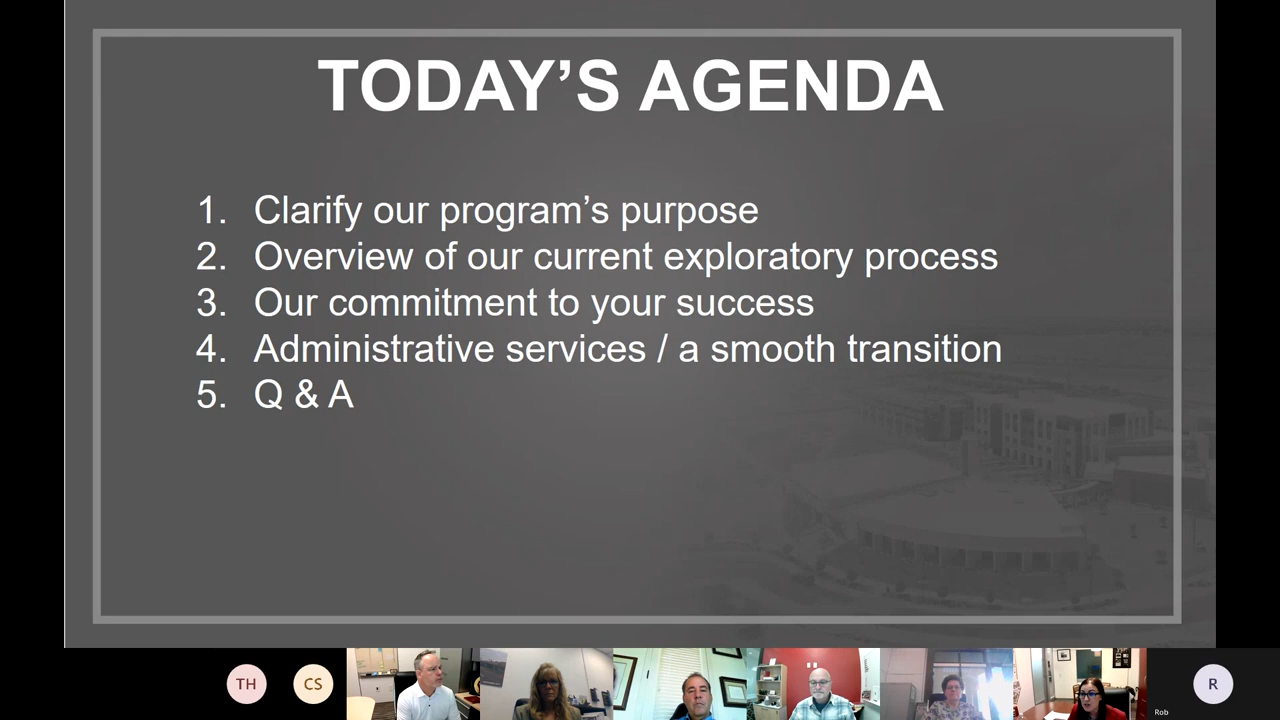 TODAY’S AGENDA
1. Clarify our program’s purpose
2. Overview of our current exploratory process
3. Our commitment to your success
4. Administrative services / a smooth transition
5. Q & A
TH
CS
R
Rob